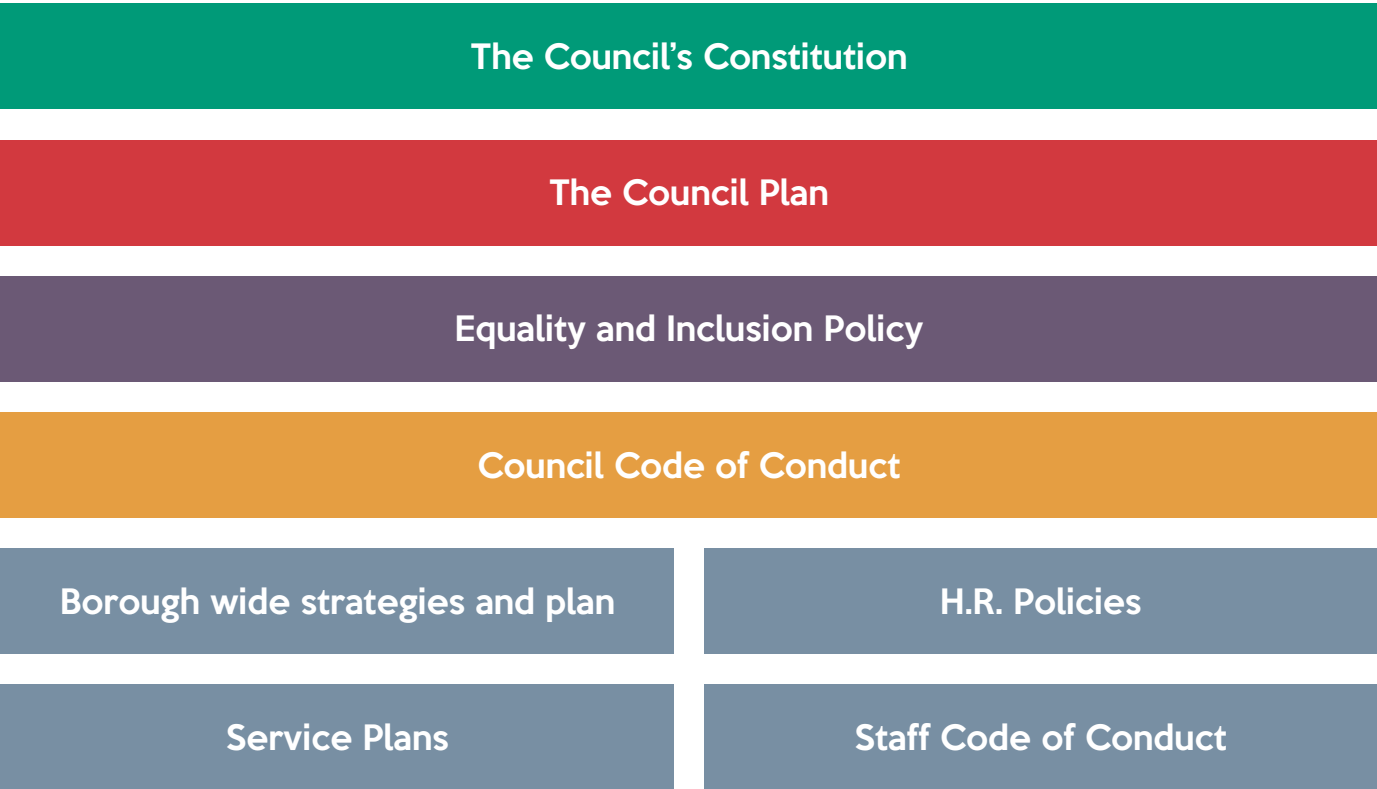 The Council’s Constitution
The Council Plan
Equality and Inclusion Policy
Council Code of Conduct
Borough wide strategies and plan
H.R. Policies
Service Plans
Staff Code of Conduct